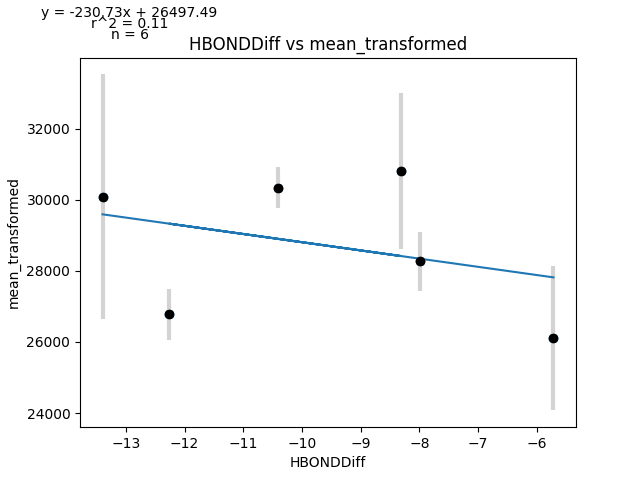 y = -230.73x + 26497.49
r^2 = 0.11
n = 6
HBONDDiff vs mean_transformed
mean_transformed
32000
30000
28000
26000
24000
−13
−12
−11
−10
−9
−8
−7
−6
HBONDDiff